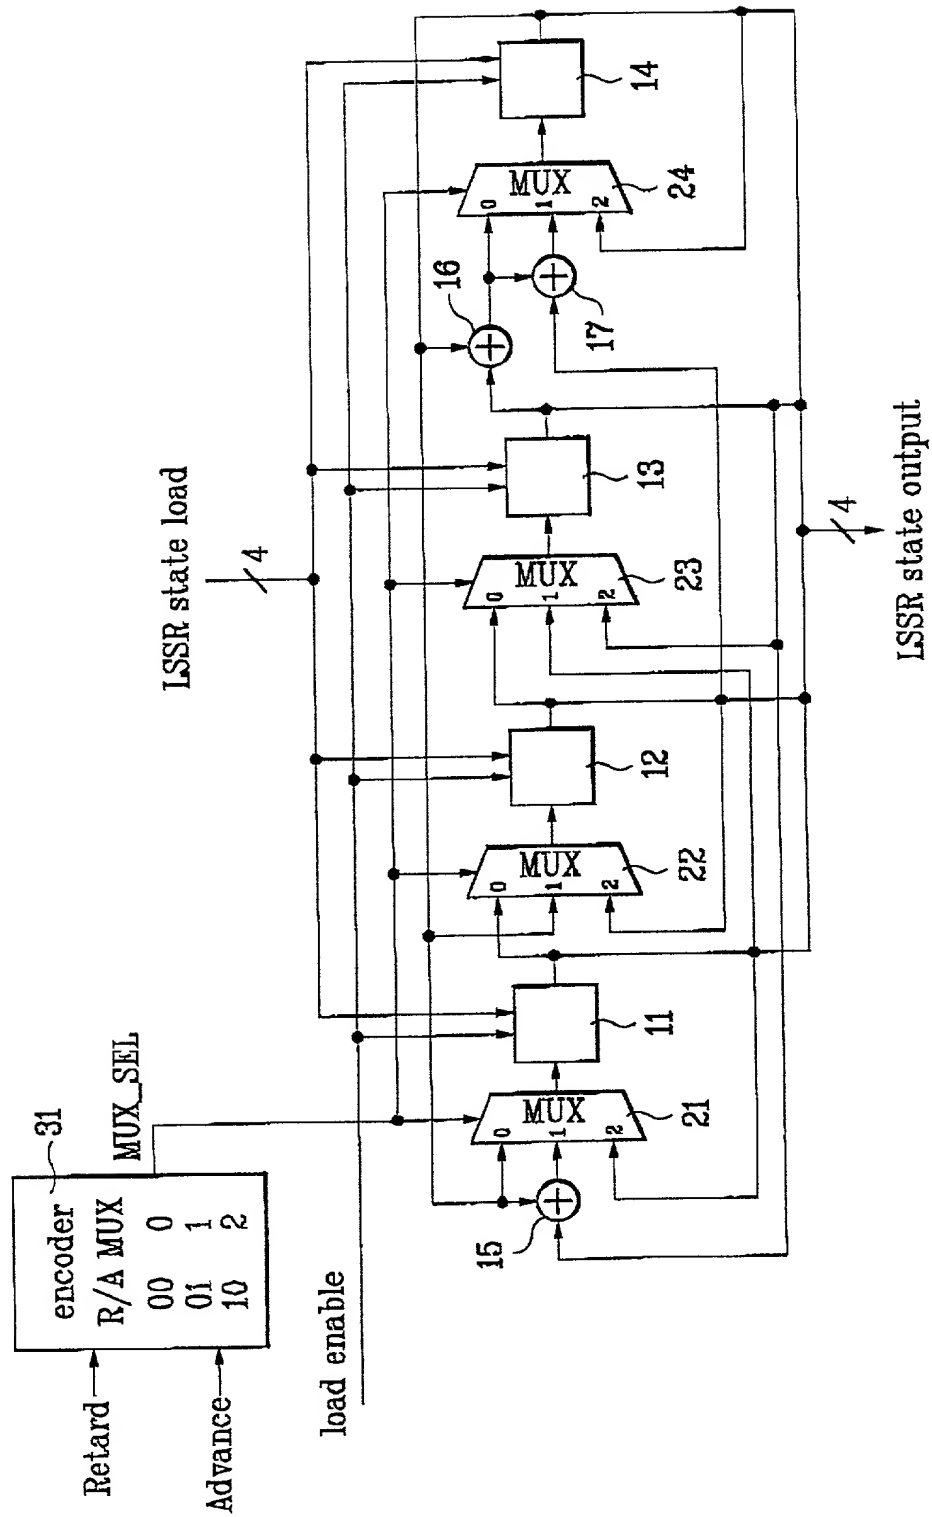 encoder
R/A MUX
00 0
01 1
10 2
31
MUX_SEL
Retard
Advance
load enable
LSSR state load
4
MUX
0
1
2
21
15
11
MUX
0
1
2
22
12
MUX
0
1
2
23
13
16
17
MUX
0
1
2
24
14
4
LSSR state output